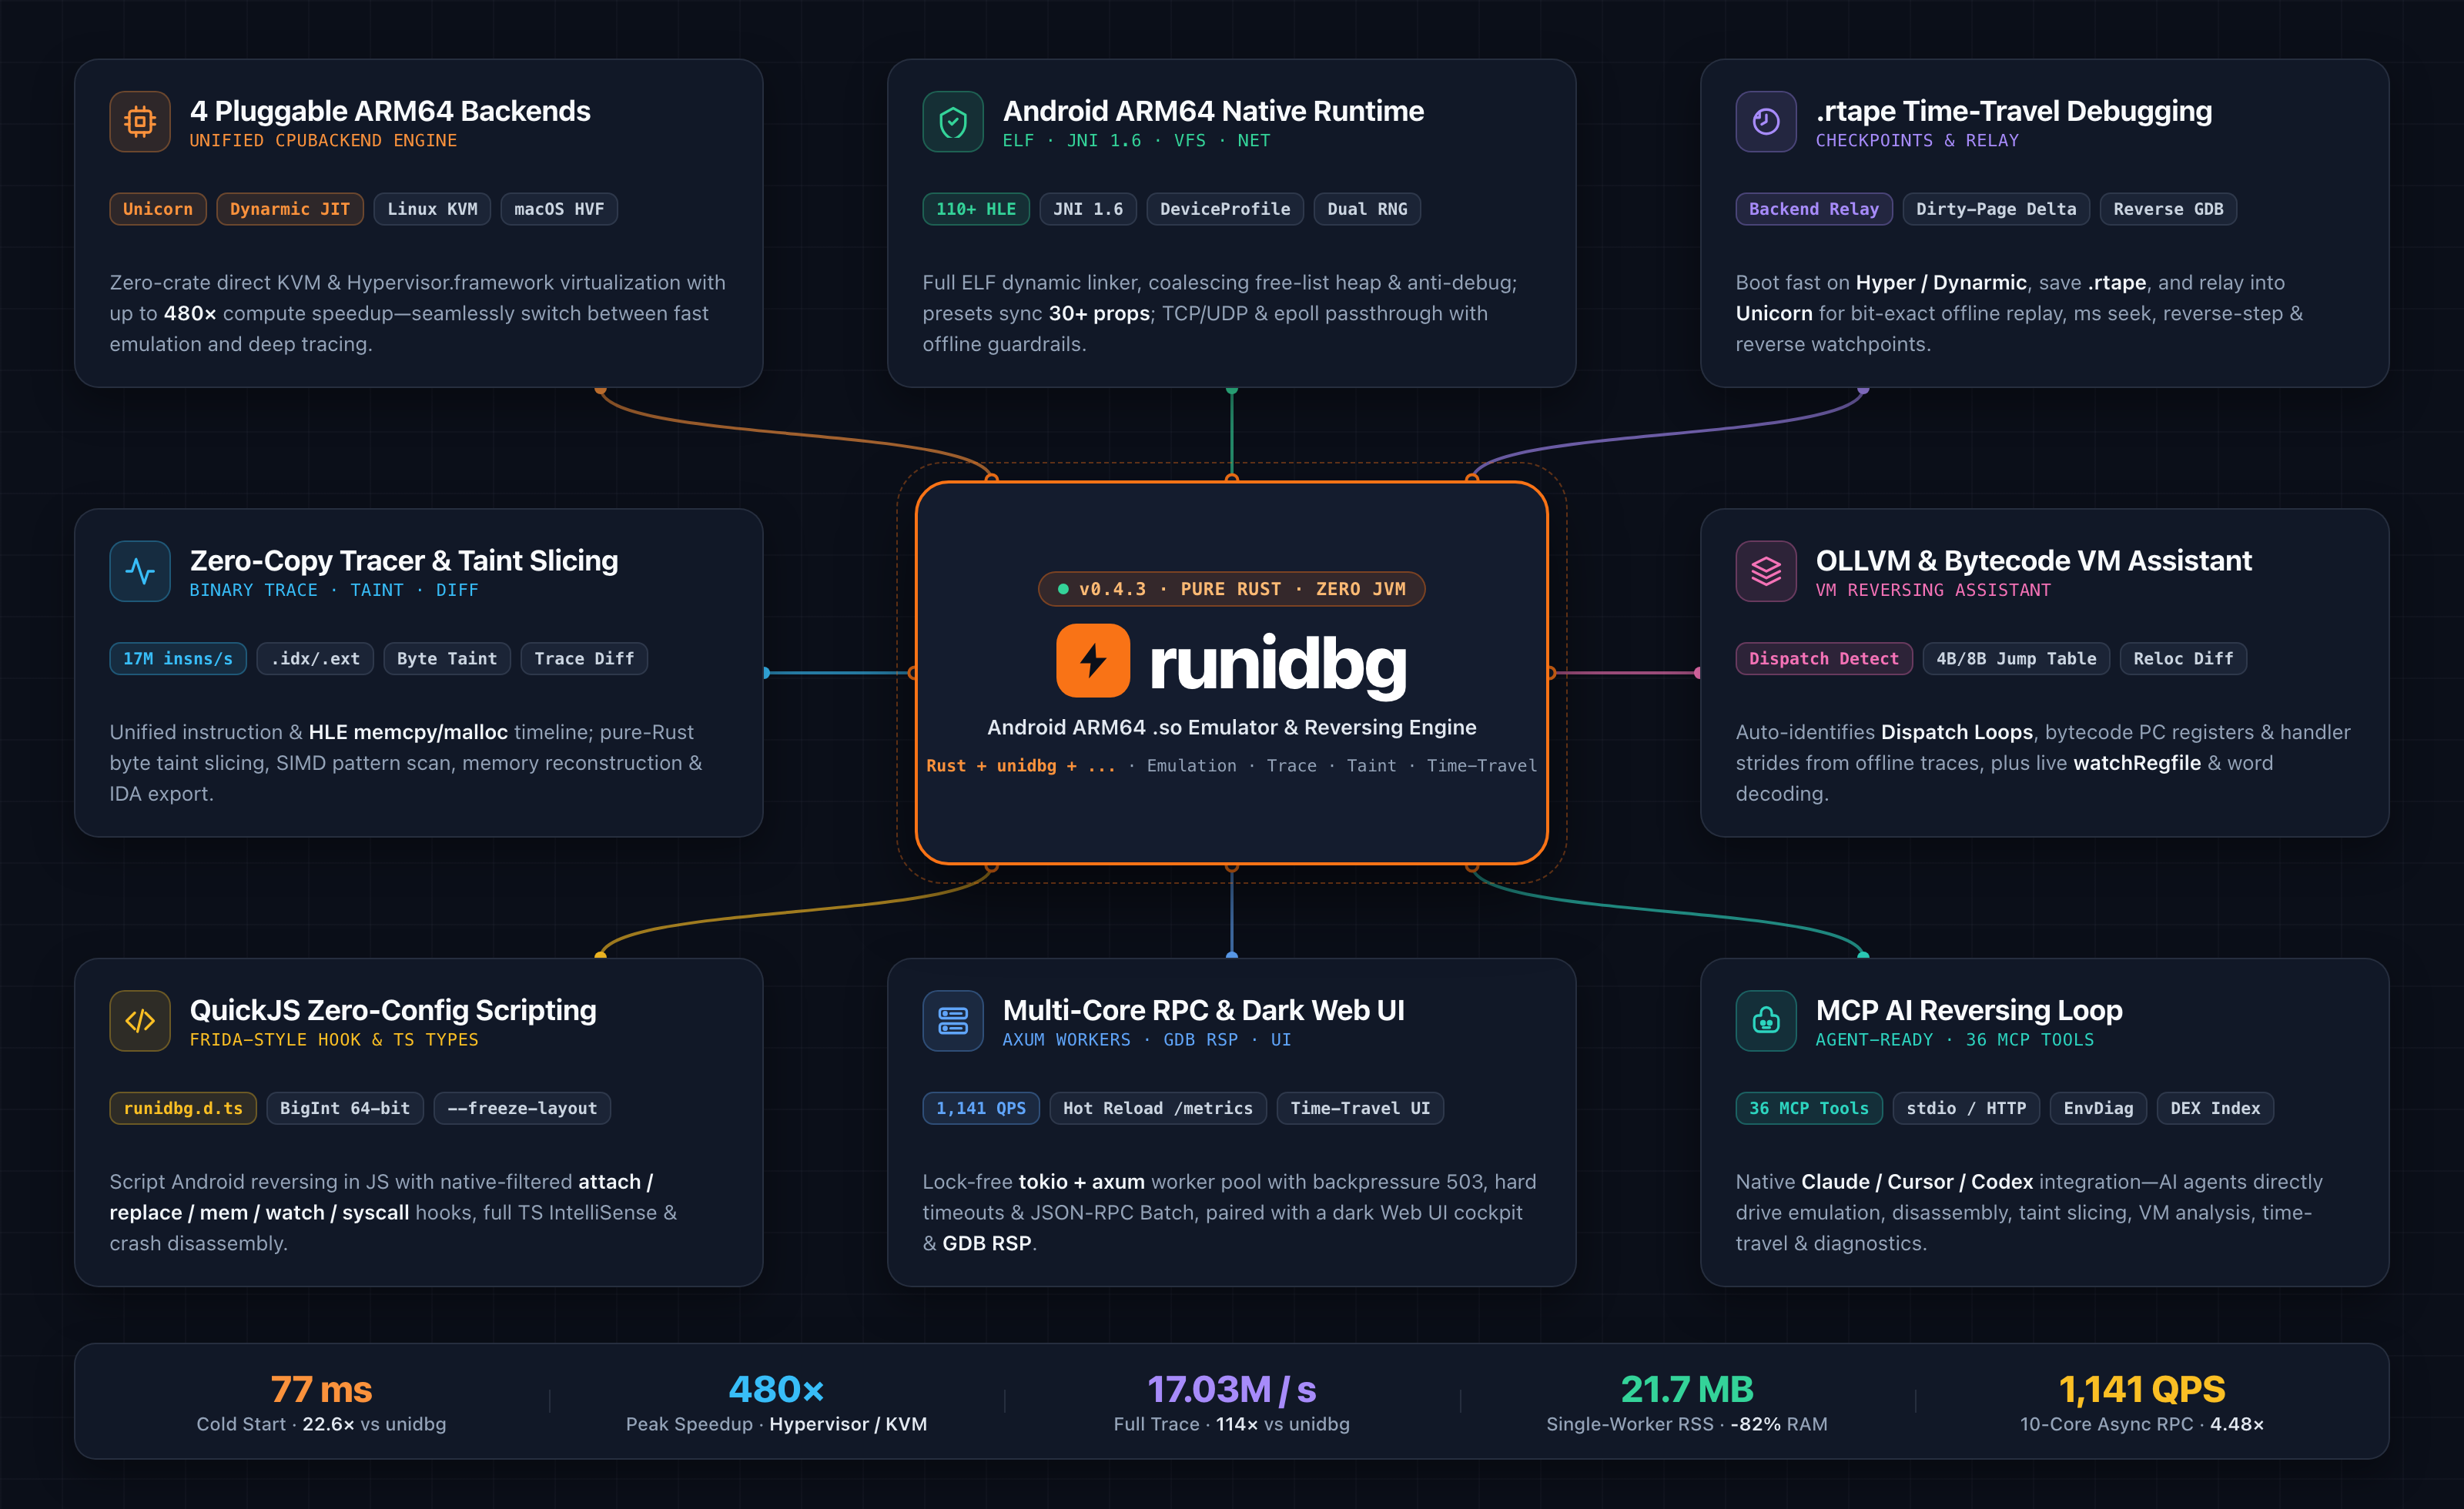 4 Pluggable ARM64 Backends
UNIFIED CPUBACKEND ENGINE
Unicorn Dynarmic JIT Linux KVM macOS HVF
Zero-crate direct KVM & Hypervisor.framework virtualization with
up to 480× compute speedup—seamlessly switch between fast
emulation and deep tracing.
Android ARM64 Native Runtime
ELF · JNI 1.6 · VFS · NET
110+ HLE JNI 1.6 DeviceProfile Dual RNG
Full ELF dynamic linker, coalescing free-list heap & anti-debug;
presets sync 30+ props; TCP/UDP & epoll passthrough with
offline guardrails.
.rtape Time-Travel Debugging
CHECKPOINTS & RELAY
Backend Relay Dirty-Page Delta Reverse GDB
Boot fast on Hyper / Dynarmic, save .rtape, and relay into
Unicorn for bit-exact offline replay, ms seek, reverse-step &
reverse watchpoints.
Zero-Copy Tracer & Taint Slicing
BINARY TRACE · TAINT · DIFF
17M insns/s .idx/.ext Byte Taint Trace Diff
Unified instruction & HLE memcpy/malloc timeline; pure-Rust
byte taint slicing, SIMD pattern scan, memory reconstruction &
IDA export.
v0.4.3 · PURE RUST · ZERO JVM
runidbg
Android ARM64 .so Emulator & Reversing Engine
Rust + unidbg + ... · Emulation · Trace · Taint · Time-Travel
OLLVM & Bytecode VM Assistant
VM REVERSING ASSISTANT
Dispatch Detect 4B/8B Jump Table Reloc Diff
Auto-identifies Dispatch Loops, bytecode PC registers & handler
strides from offline traces, plus live watchRegfile & word
decoding.
QuickJS Zero-Config Scripting
FRIDA-STYLE HOOK & TS TYPES
runidbg.d.ts BigInt 64-bit --freeze-layout
Script Android reversing in JS with native-filtered attach /
replace / mem / watch / syscall hooks, full TS IntelliSense &
crash disassembly.
Multi-Core RPC & Dark Web UI
AXUM WORKERS · GDB RSP · UI
1,141 QPS Hot Reload /metrics Time-Travel UI
Lock-free tokio + axum worker pool with backpressure 503, hard
timeouts & JSON-RPC Batch, paired with a dark Web UI cockpit
& GDB RSP.
MCP AI Reversing Loop
AGENT-READY · 36 MCP TOOLS
36 MCP Tools stdio / HTTP EnvDiag DEX Index
Native Claude / Cursor / Codex integration—AI agents directly
drive emulation, disassembly, taint slicing, VM analysis, time-
travel & diagnostics.
77 ms
Cold Start · 22.6× vs unidbg
480×
Peak Speedup · Hypervisor / KVM
17.03M / s
Full Trace · 114× vs unidbg
21.7 MB
Single-Worker RSS · -82% RAM
1,141 QPS
10-Core Async RPC · 4.48×